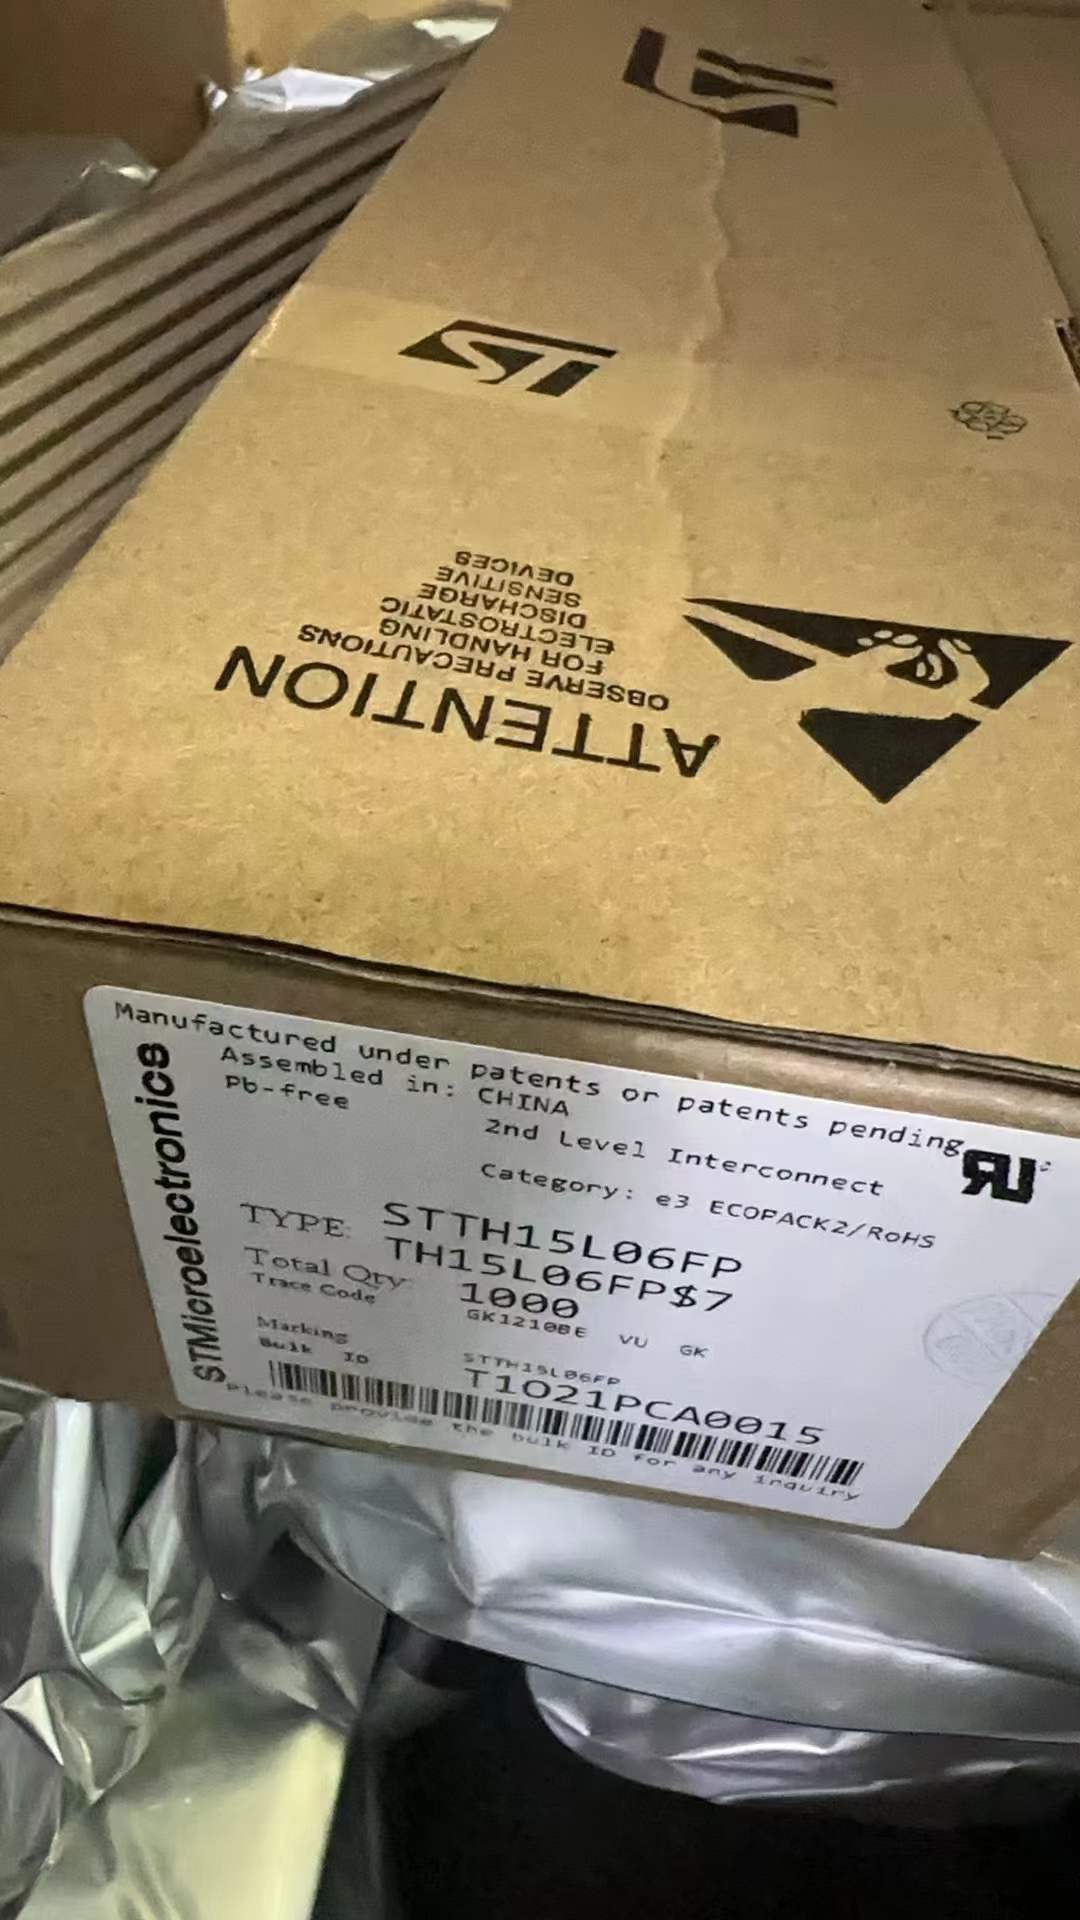 ST
ST
ATTENTION
OBSERVE PRECAUTIONS
FOR HANDLING
ELECTROSTATIC
DISCHARGE
SENSITIVE
DEVICES
STMicroelectronics
Manufactured under patents or patents pending
Assembled in: CHINA
Pb-free
2nd Level Interconnect
Category: e3 ECOPACK2/RoHS
TYPE: STTH15L06FP
TH15L06FP$7
Total Qty: 1000
Trace Code GK1210BE VU GK
Marking STTH15L06FP
Bulk ID T1021PCA0015
Please provide the bulk ID for any inquiry